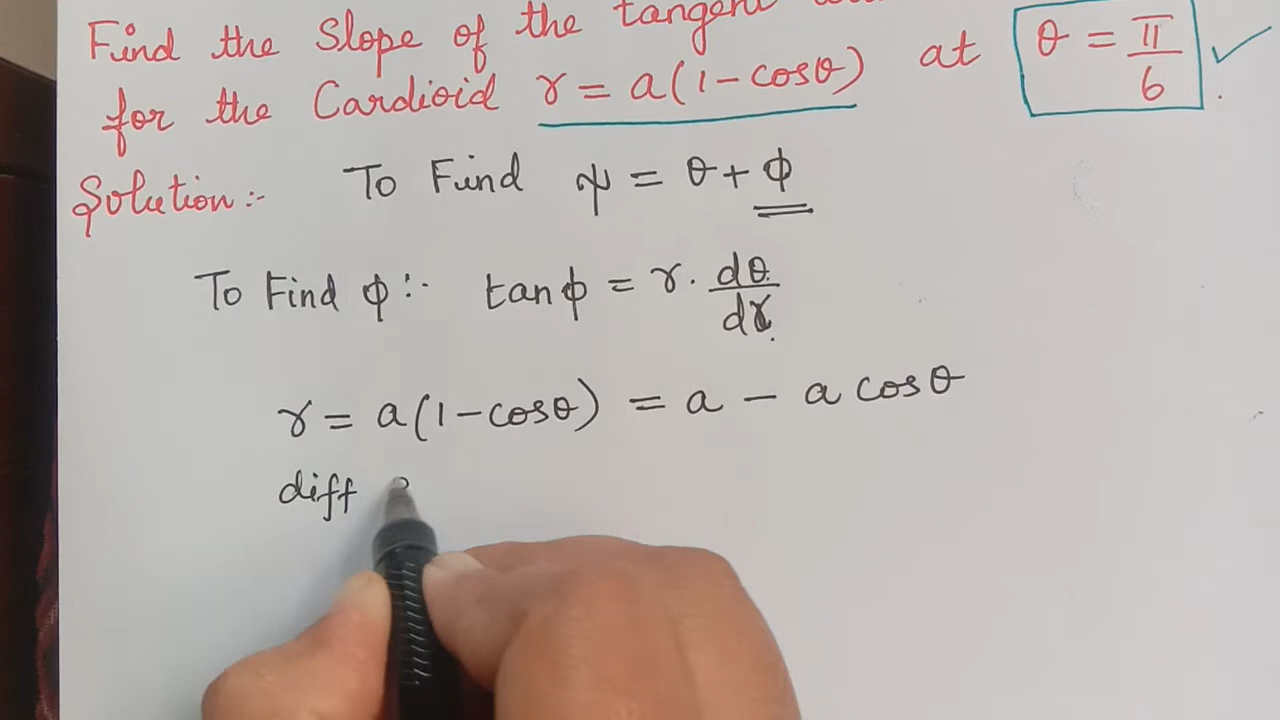 Find the Slope of the tangent
for the Cardioid r = a(1-cosθ) at θ = π/6 ✓
Solution:- To Find ψ = θ + ϕ
To Find ϕ:- tanϕ = r. dθ/dr
r = a(1-cosθ) = a - a cosθ
diff